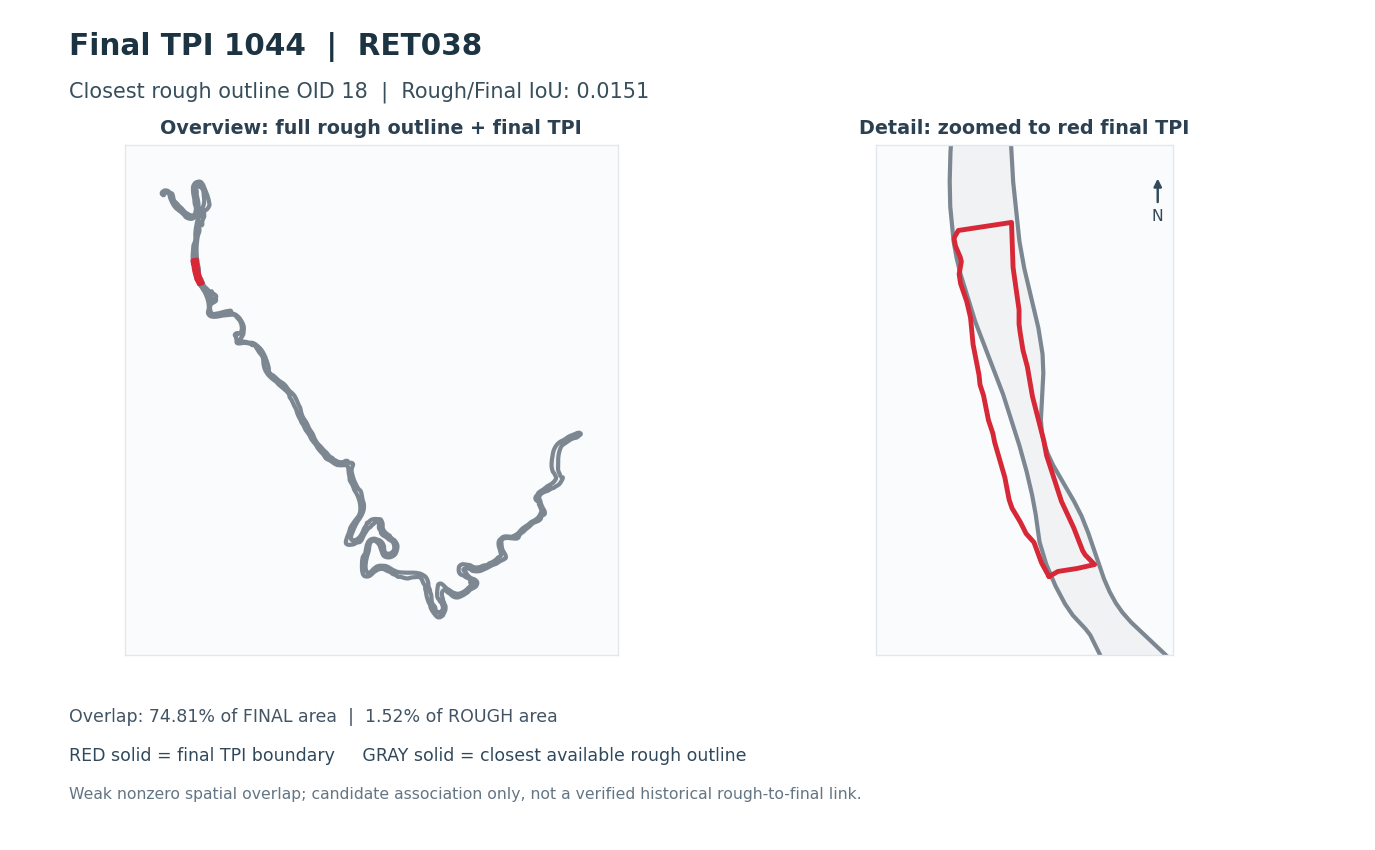 Final TPI 1044 | RET038
Closest rough outline OID 18 | Rough/Final IoU: 0.0151
Overview: full rough outline + final TPI
Detail: zoomed to red final TPI
N
Overlap: 74.81% of FINAL area | 1.52% of ROUGH area
RED solid = final TPI boundary GRAY solid = closest available rough outline
Weak nonzero spatial overlap; candidate association only, not a verified historical rough-to-final link.